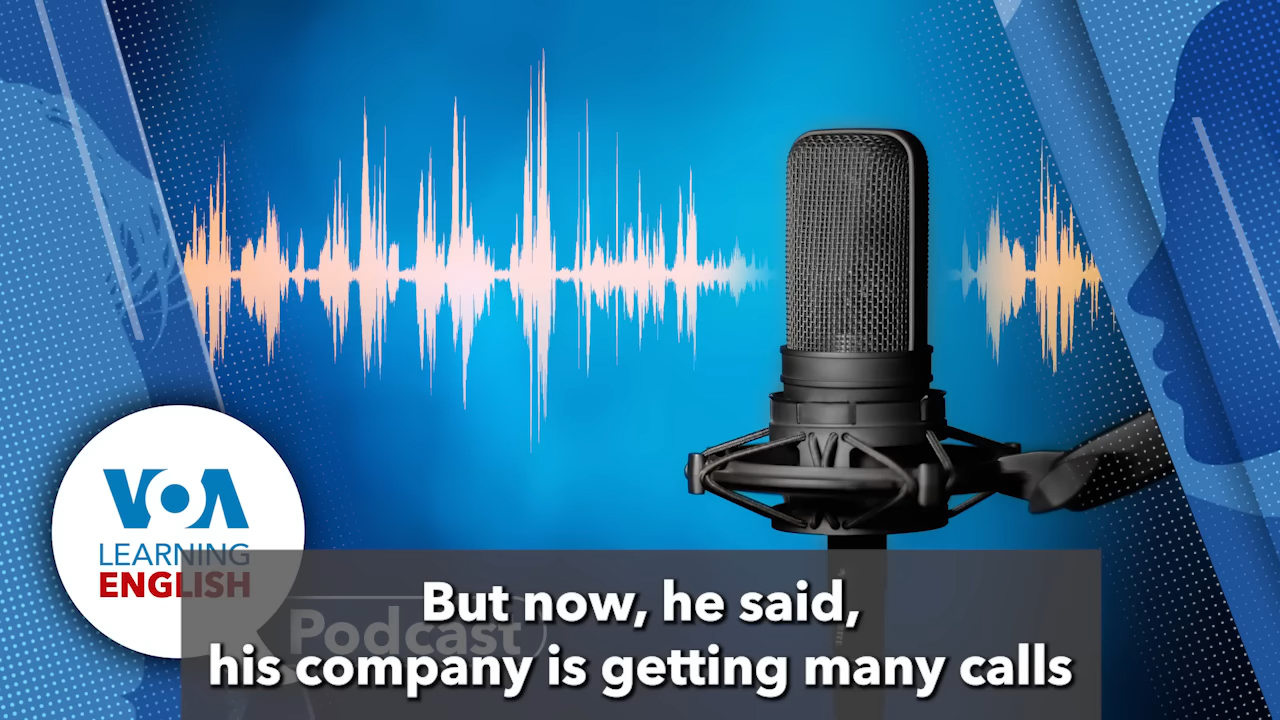 VOA
LEARNING
ENGLISH
Podcast
But now, he said,
his company is getting many calls